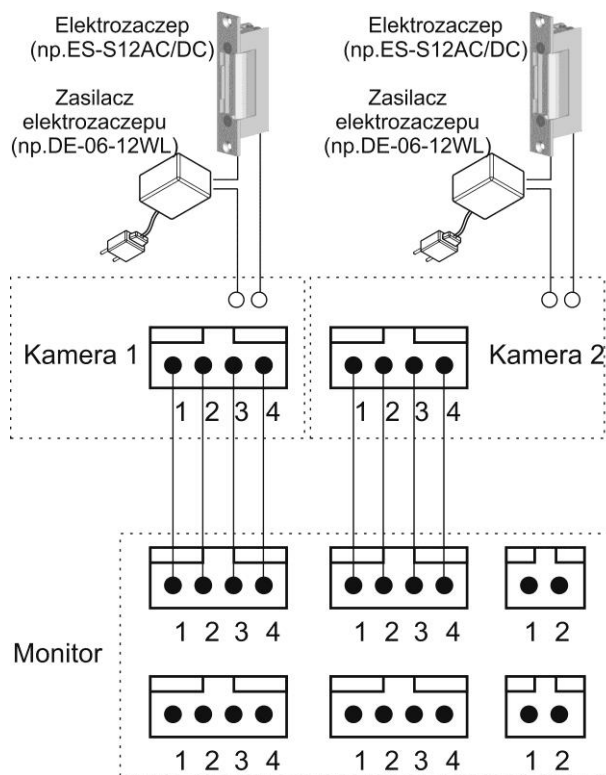 Elektrozaczep
(np.ES-S12AC/DC)
Elektrozaczep
(np.ES-S12AC/DC)
Zasilacz
elektrozaczepu
(np.DE-06-12WL)
Zasilacz
elektrozaczepu
(np.DE-06-12WL)
Kamera 1
1 2 3 4
1 2 3 4
Kamera 2
Monitor
1 2 3 4
1 2 3 4
1 2
1 2 3 4
1 2 3 4
1 2